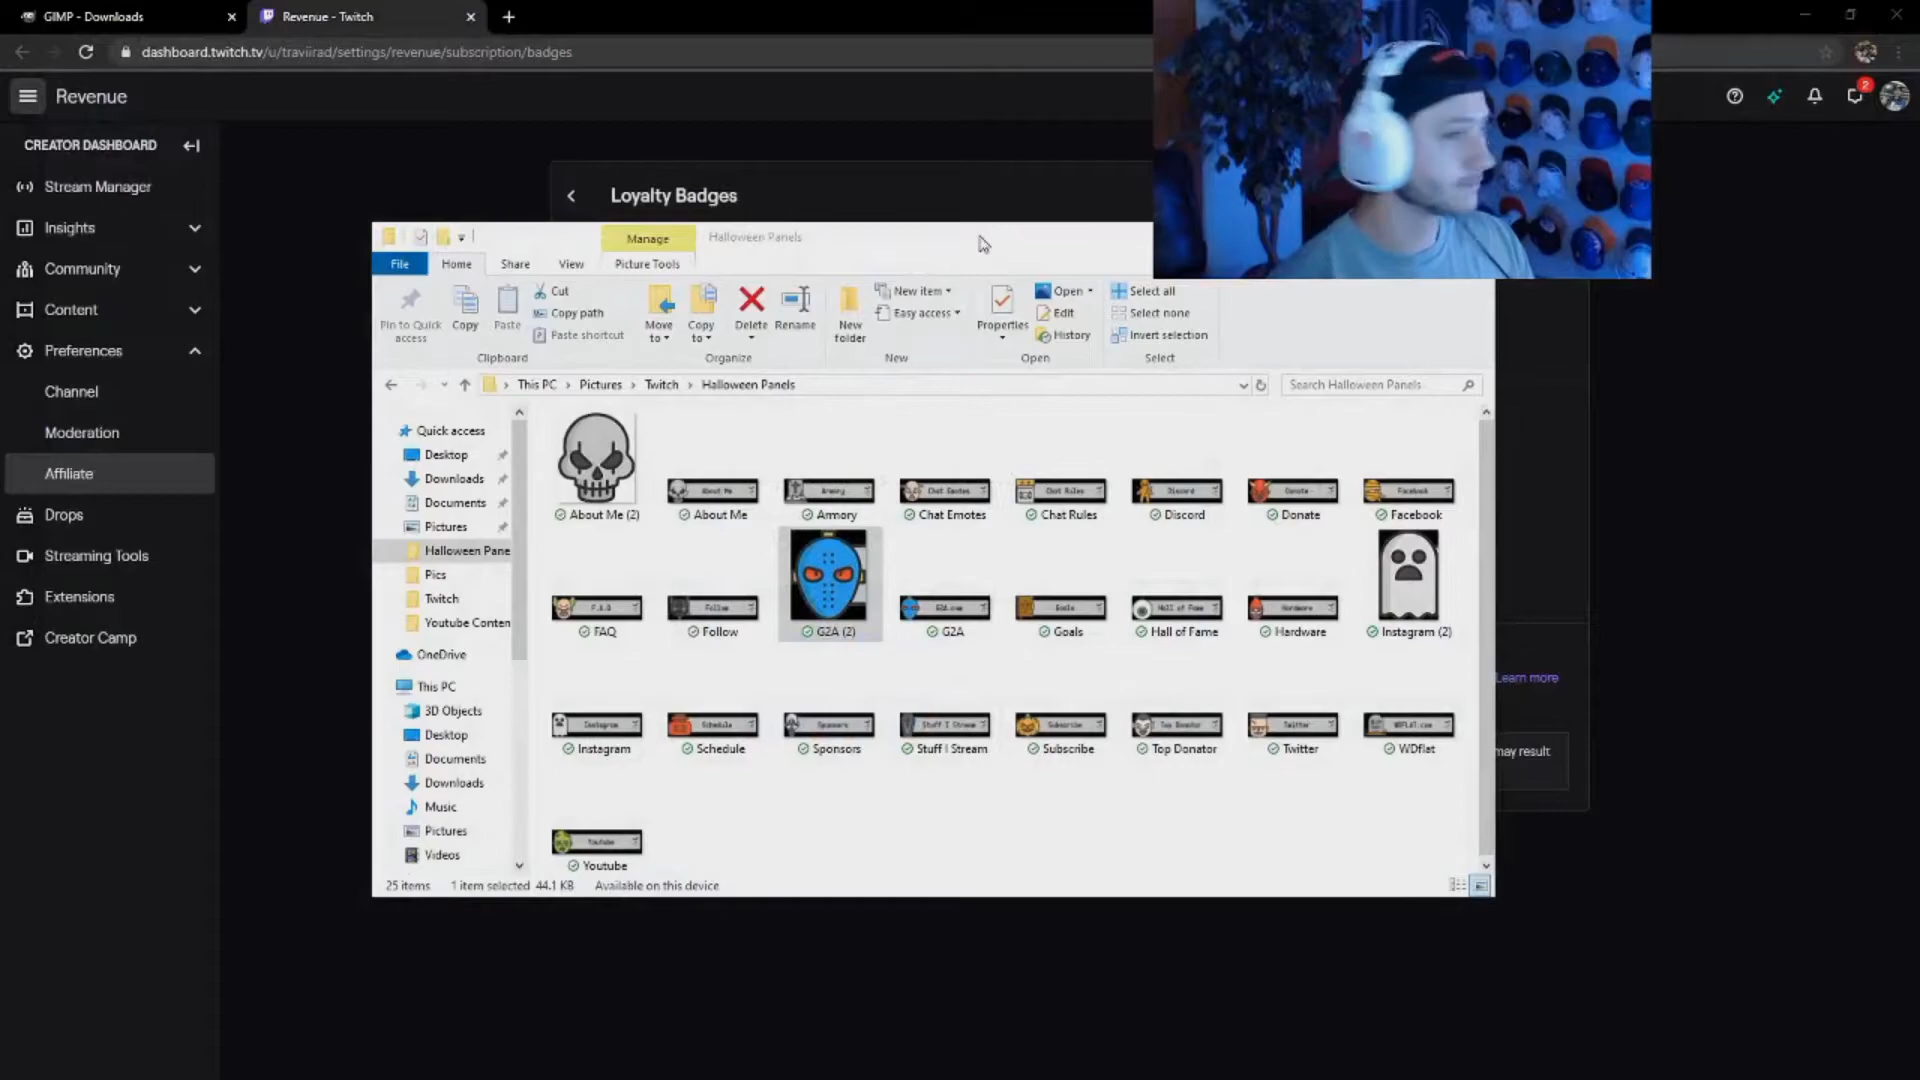 GIMP - Downloads
Revenue - Twitch
dashboard.twitch.tv/u/traviirad/settings/revenue/subscription/badges
Revenue
2
CREATOR DASHBOARD
Stream Manager
Insights
Community
Content
Preferences
Channel
Moderation
Affiliate
Drops
Streaming Tools
Extensions
Creator Camp
Loyalty Badges
Manage
Halloween Panels
File
Home
Share
View
Picture Tools
Pin to Quick access
Copy
Paste
Cut
Copy path
Paste shortcut
Clipboard
Move to
Copy to
Delete
Rename
Organize
New folder
New item
Easy access
New
Properties
Open
Edit
History
Open
Select all
Select none
Invert selection
Select
This PC > Pictures > Twitch > Halloween Panels
Search Halloween Panels
Quick access
Desktop
Downloads
Documents
Pictures
Halloween Pane
Pics
Twitch
Youtube Conten
OneDrive
This PC
3D Objects
Desktop
Documents
Downloads
Music
Pictures
Videos
About Me (2)
About Me
Armory
Chat Emotes
Chat Rules
Discord
Donate
Facebook
FAQ
Follow
G2A (2)
G2A
Goals
Hall of Fame
Hardware
Instagram (2)
Instagram
Schedule
Sponsors
Stuff I Stream
Subscribe
Top Donator
Twitter
WDflat
Youtube
25 items
1 item selected 44.1 KB
Available on this device
Learn more
may result